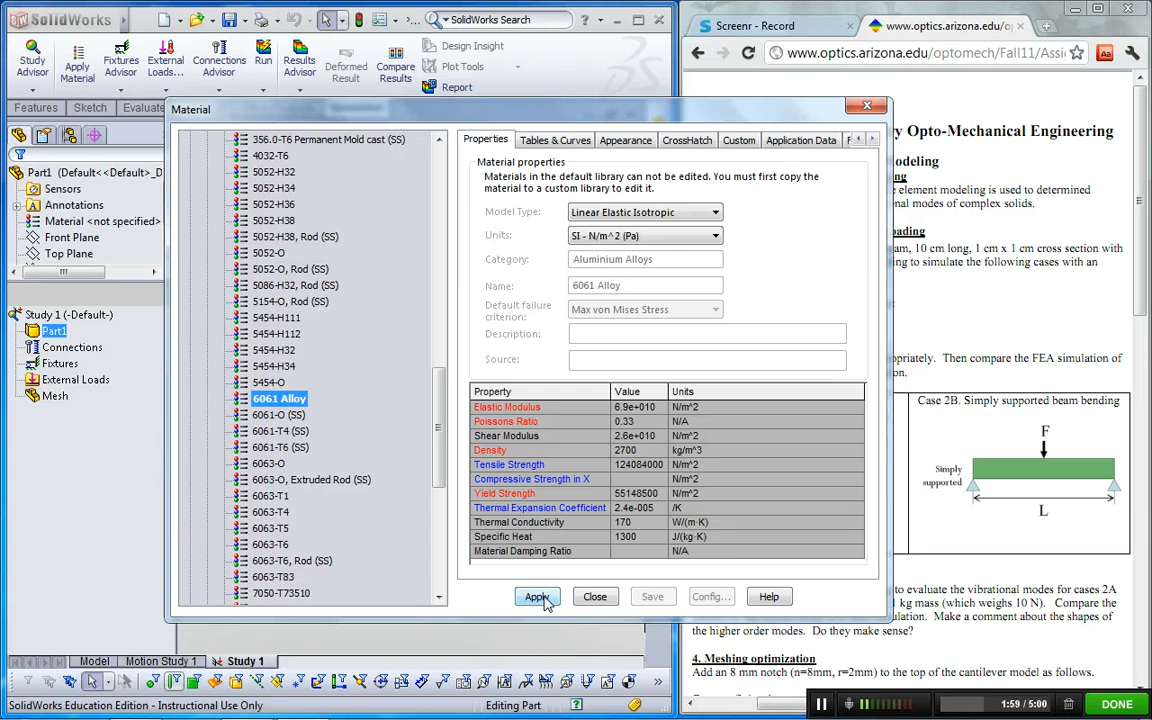 SolidWorks
SolidWorks Search
Screenr - Record
www.optics.arizona.edu/
www.optics.arizona.edu/optomech/Fall11/Assig
Study Advisor
Apply Material
Fixtures Advisor
External Loads...
Connections Advisor
Run
Results Advisor
Deformed Result
Compare Results
Design Insight
Plot Tools
Report
Features
Sketch
Evaluate
Part1 (Default<<Default>_D
Sensors
Annotations
Material <not specified>
Front Plane
Top Plane
Study 1 (-Default-)
Part1
Connections
Fixtures
External Loads
Mesh
Material
356.0-T6 Permanent Mold cast (SS)
4032-T6
5052-H32
5052-H34
5052-H36
5052-H38
5052-H38, Rod (SS)
5052-O
5052-O, Rod (SS)
5086-H32, Rod (SS)
5154-O, Rod (SS)
5454-H111
5454-H112
5454-H32
5454-H34
5454-O
6061 Alloy
6061-O (SS)
6061-T4 (SS)
6061-T6 (SS)
6063-O
6063-O, Extruded Rod (SS)
6063-T1
6063-T4
6063-T5
6063-T6
6063-T6, Rod (SS)
6063-T83
7050-T73510
Properties
Tables & Curves
Appearance
CrossHatch
Custom
Application Data
F
Material properties
Materials in the default library can not be edited. You must first copy the
material to a custom library to edit it.
Model Type: Linear Elastic Isotropic
Units: SI - N/m^2 (Pa)
Category: Aluminium Alloys
Name: 6061 Alloy
Default failure criterion: Max von Mises Stress
Description:
Source:
Property Value Units
Elastic Modulus 6.9e+010 N/m^2
Poissons Ratio 0.33 N/A
Shear Modulus 2.6e+010 N/m^2
Density 2700 kg/m^3
Tensile Strength 124084000 N/m^2
Compressive Strength in X N/m^2
Yield Strength 55148500 N/m^2
Thermal Expansion Coefficient 2.4e-005 /K
Thermal Conductivity 170 W/(m·K)
Specific Heat 1300 J/(kg·K)
Material Damping Ratio N/A
Apply
Close
Save
Config...
Help
y Opto-Mechanical Engineering
odeling
ng
e element modeling is used to determined
onal modes of complex solids.
oading
am, 10 cm long, 1 cm x 1 cm cross section with
ing to simulate the following cases with an
ropriately. Then compare the FEA simulation of
on.
Case 2B. Simply supported beam bending
F
Simply
supported
L
to evaluate the vibrational modes for cases 2A
1 kg mass (which weighs 10 N). Compare the
ulation. Make a comment about the shapes of
the higher order modes. Do they make sense?
4. Meshing optimization
Add an 8 mm notch (n=8mm, r=2mm) to the top of the cantilever model as follows.
Model
Motion Study 1
Study 1
SolidWorks Education Edition - Instructional Use Only
Editing Part
1:59 / 5:00
DONE